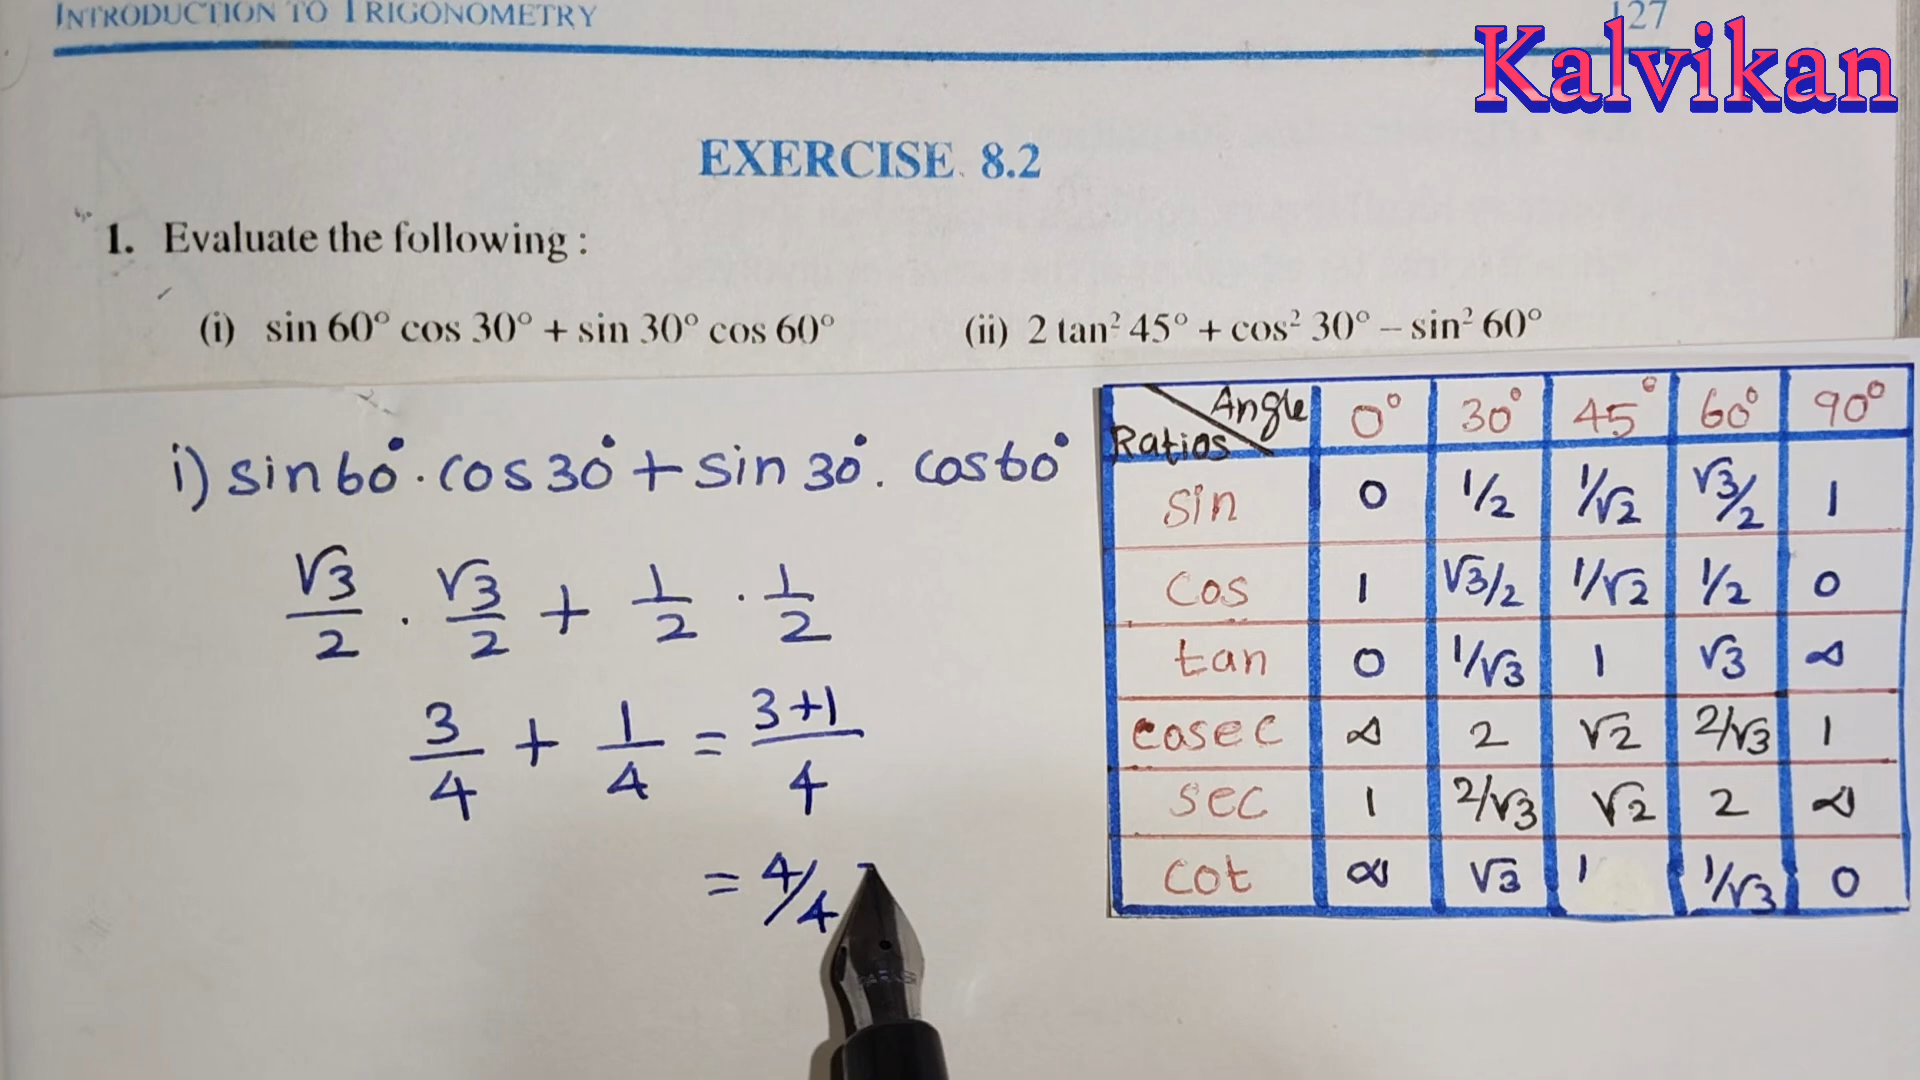 INTRODUCTION TO TRIGONOMETRY 127
Kalvikan
EXERCISE 8.2
1. Evaluate the following :
(i) sin 60° cos 30° + sin 30° cos 60° (ii) 2 tan² 45° + cos² 30° – sin² 60°
i) sin 60° . cos 30° + sin 30° . cos 60°
√3/2 . √3/2 + 1/2 . 1/2
3/4 + 1/4 = 3+1/4
= 4/4
Angle Ratios 0° 30° 45° 60° 90°
sin 0 1/2 1/√2 √3/2 1
cos 1 √3/2 1/√2 1/2 0
tan 0 1/√3 1 √3 ∞
cosec ∞ 2 √2 2/√3 1
sec 1 2/√3 √2 2 ∞
cot ∞ √3 1 1/√3 0
PARKER